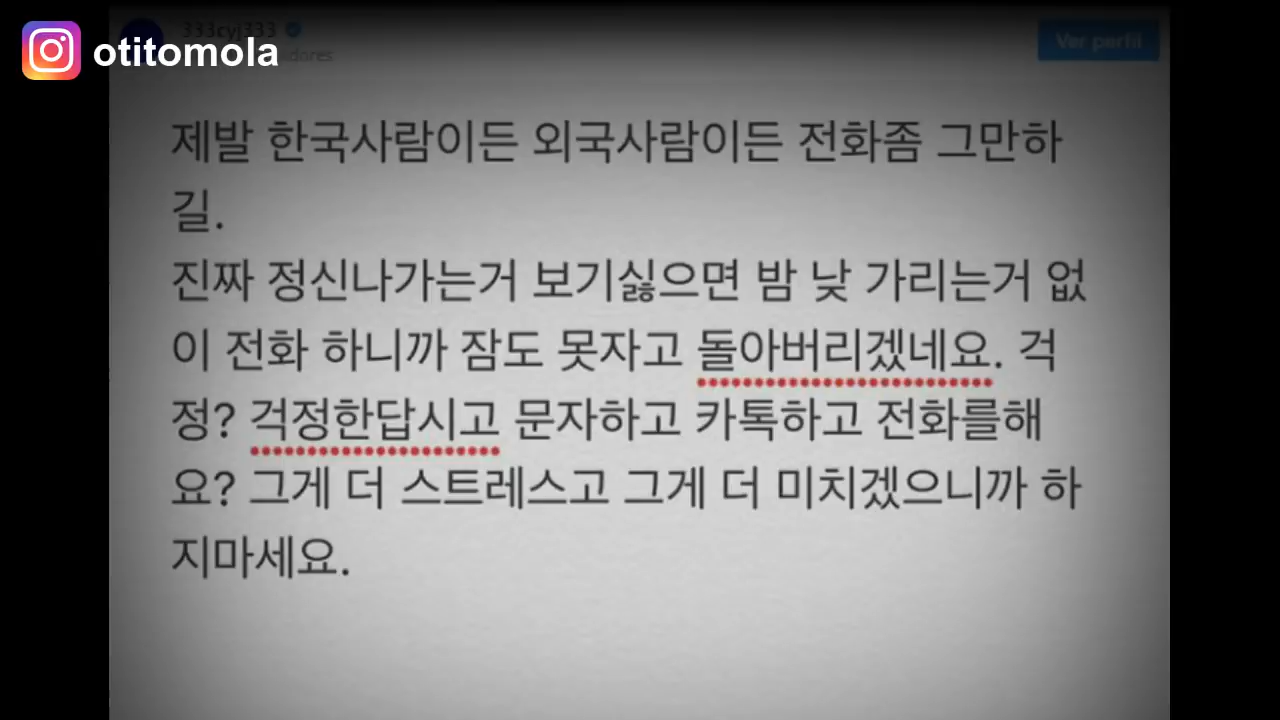 333cyj333
otitomola
Ver perfil
제발 한국사람이든 외국사람이든 전화좀 그만하
길.
진짜 정신나가는거 보기싫으면 밤 낮 가리는거 없
이 전화 하니까 잠도 못자고 돌아버리겠네요. 걱
정? 걱정한답시고 문자하고 카톡하고 전화를해
요? 그게 더 스트레스고 그게 더 미치겠으니까 하
지마세요.